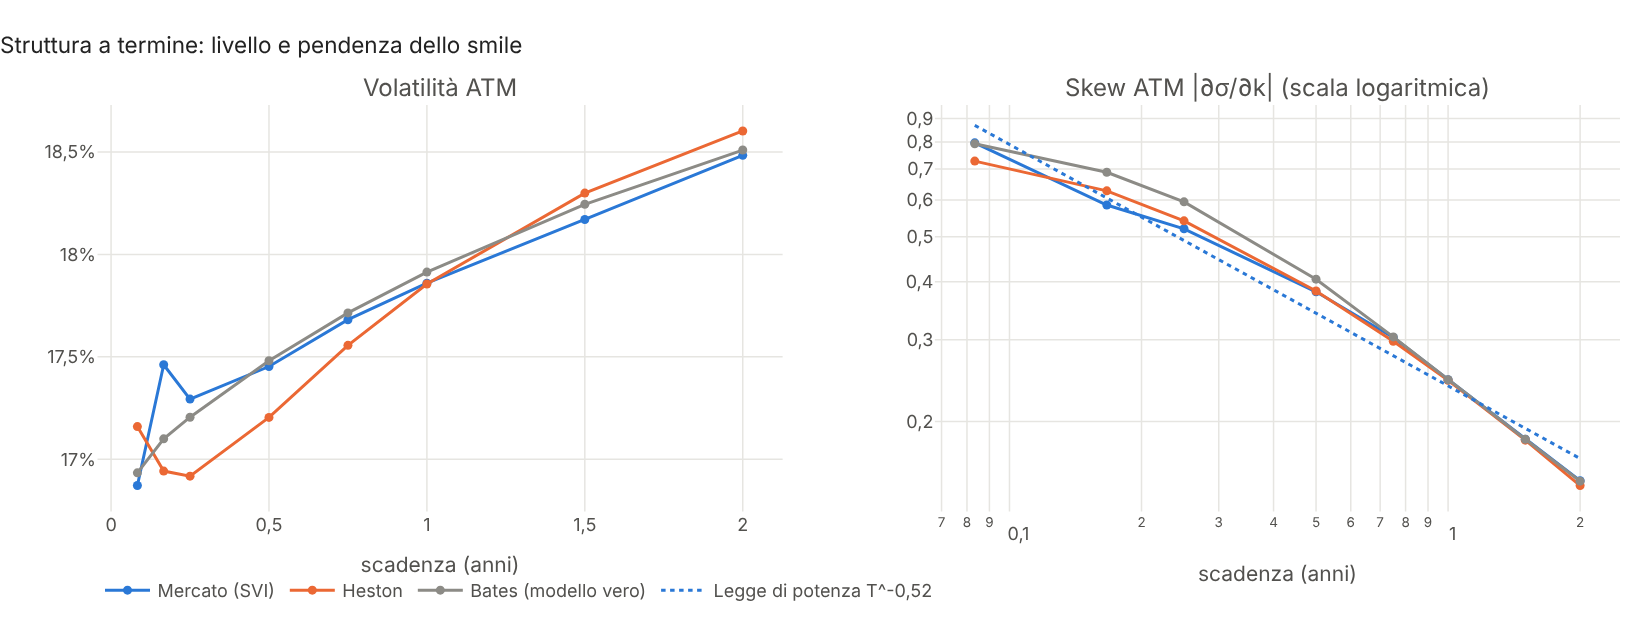 Struttura a termine: livello e pendenza dello smile
Volatilità ATM
18,5%
18%
17,5%
17%
0 0,5 1 1,5 2
scadenza (anni)
Skew ATM |∂σ/∂k| (scala logaritmica)
0,9
0,8
0,7
0,6
0,5
0,4
0,3
0,2
7 8 9 0,1 2 3 4 5 6 7 8 9 1 2
scadenza (anni)
Mercato (SVI) Heston Bates (modello vero) Legge di potenza T^-0,52